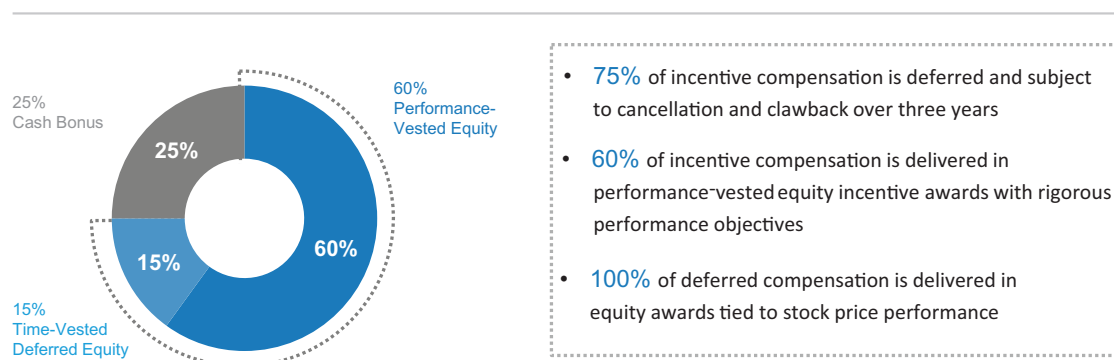 25%
Cash Bonus
25%
60%
Performance-
Vested Equity
60%
15%
15%
Time-Vested
Deferred Equity
• 75% of incentive compensation is deferred and subject
to cancellation and clawback over three years
• 60% of incentive compensation is delivered in
performance-vested equity incentive awards with rigorous
performance objectives
• 100% of deferred compensation is delivered in
equity awards tied to stock price performance